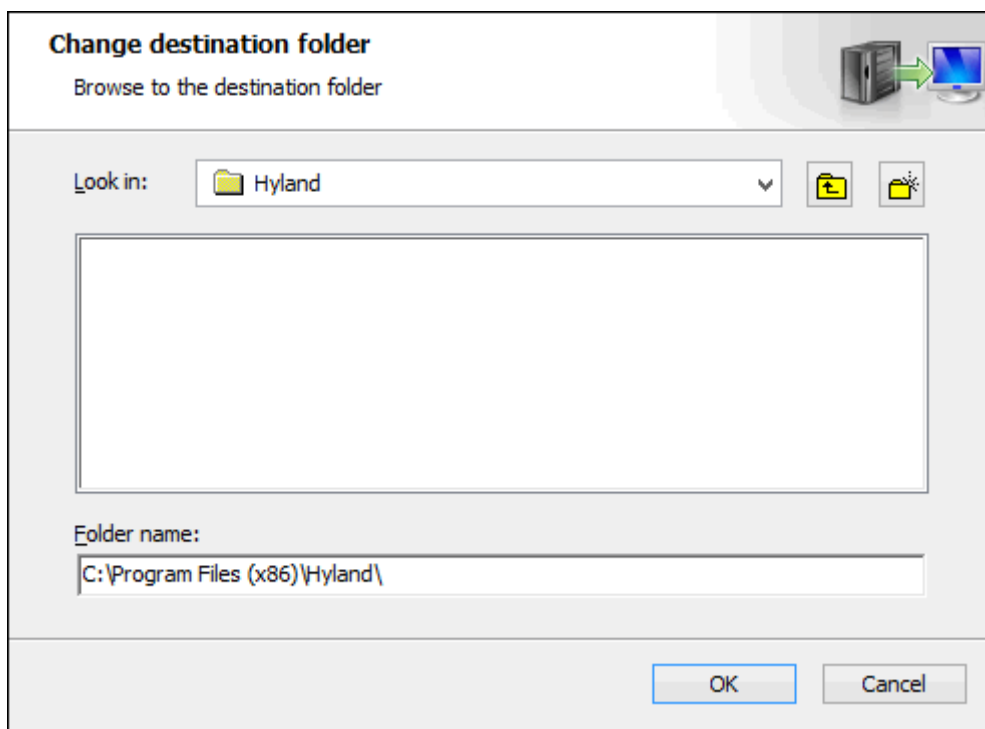 Change destination folder
Browse to the destination folder
Look in:
Hyland
Folder name:
C:\Program Files (x86)\Hyland\
OK
Cancel